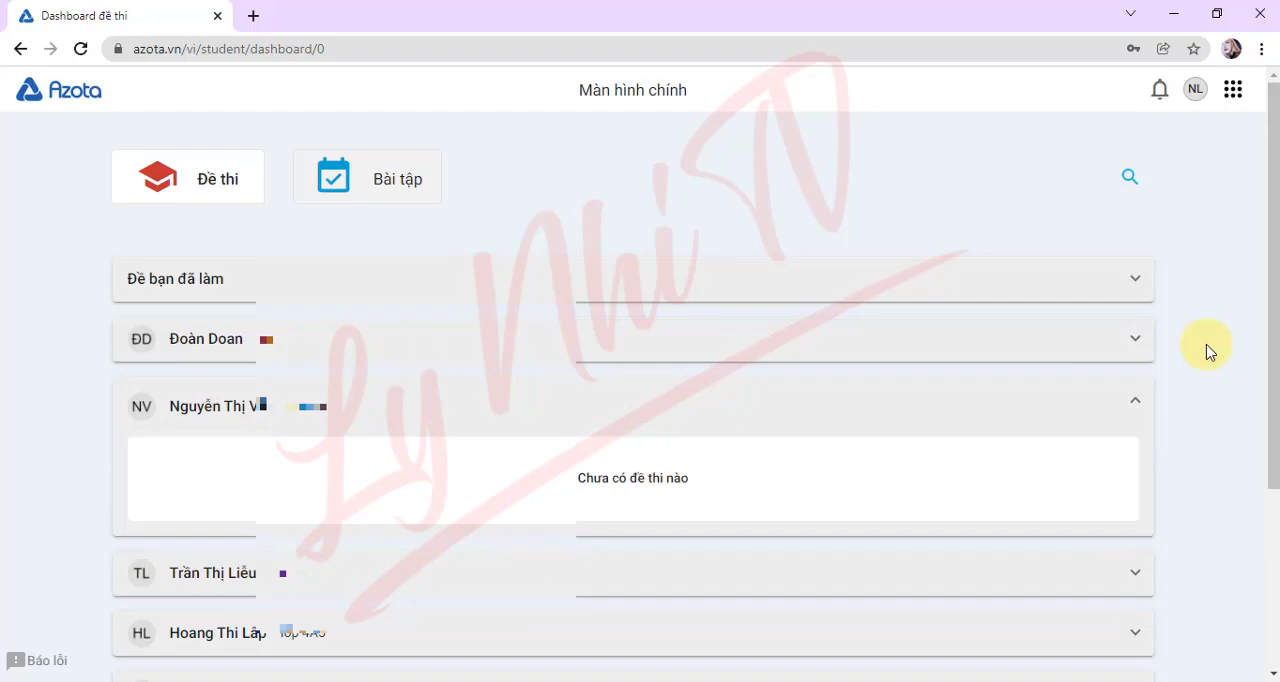 Dashboard đề thi
azota.vn/vi/student/dashboard/0
Azota
Màn hình chính
NL
Đề thi
Bài tập
Đề bạn đã làm
ĐD Đoàn Doan
NV Nguyễn Thị
Chưa có đề thi nào
TL Trần Thị Liễu
HL Hoang Thi Lập
Báo lỗi
Ly Nhi